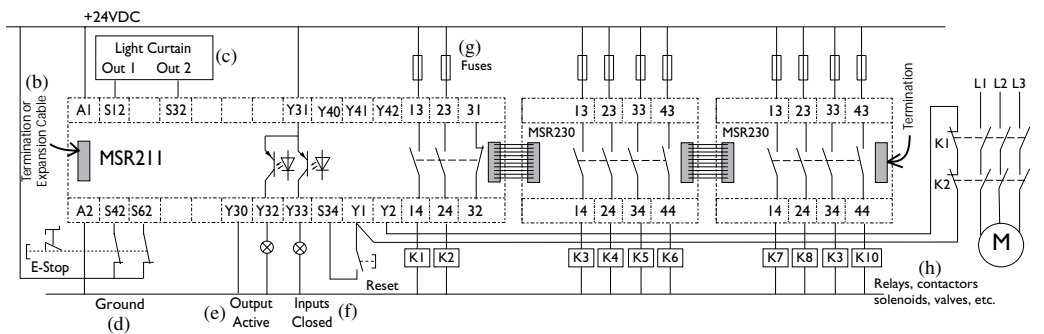 +24VDC
Light Curtain
Out 1 Out 2
(c)
(g)
Fuses
(b)
Termination or
Expansion Cable
A1 S12 S32 Y31 Y40 Y41 Y42 13 23 31
13 23 33 43
13 23 33 43
L1 L2 L3
MSR211
MSR230
MSR230
Termination
K1
K2
A2 S42 S62 Y30 Y32 Y33 S34 Y1 Y2 14 24 32
14 24 34 44
14 24 34 44
M
E-Stop
K1 K2
K3 K4 K5 K6
K7 K8 K3 K10
(h)
Reset
Relays, contactors
solenoids, valves, etc.
Ground
(d)
(e)
Output
Active
Inputs
Closed
(f)